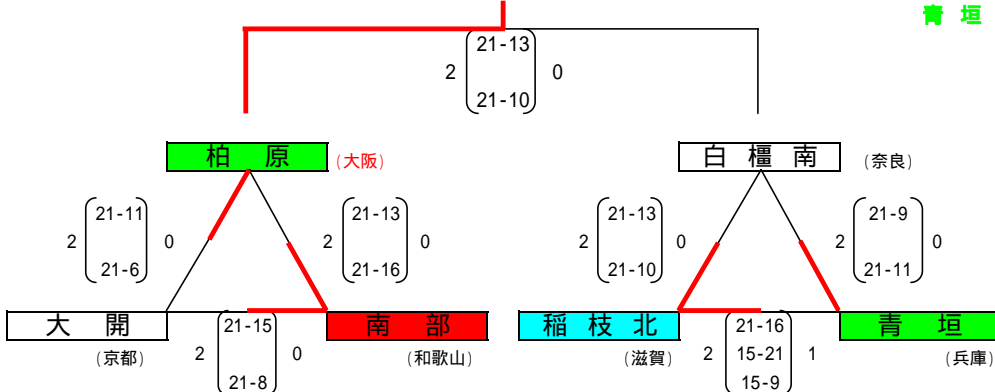 青 垣
21-13
2 0
21-10
柏 原 (大阪)
白 橿 南 (奈良)
21-11
2 0
21-6
21-13
2 0
21-16
21-13
2 0
21-10
21-9
2 0
21-11
大 開
(京都)
21-15
2 0
21-8
南 部
(和歌山)
稲 枝 北
(滋賀)
21-16
2 15-21 1
15-9
青 垣
(兵庫)